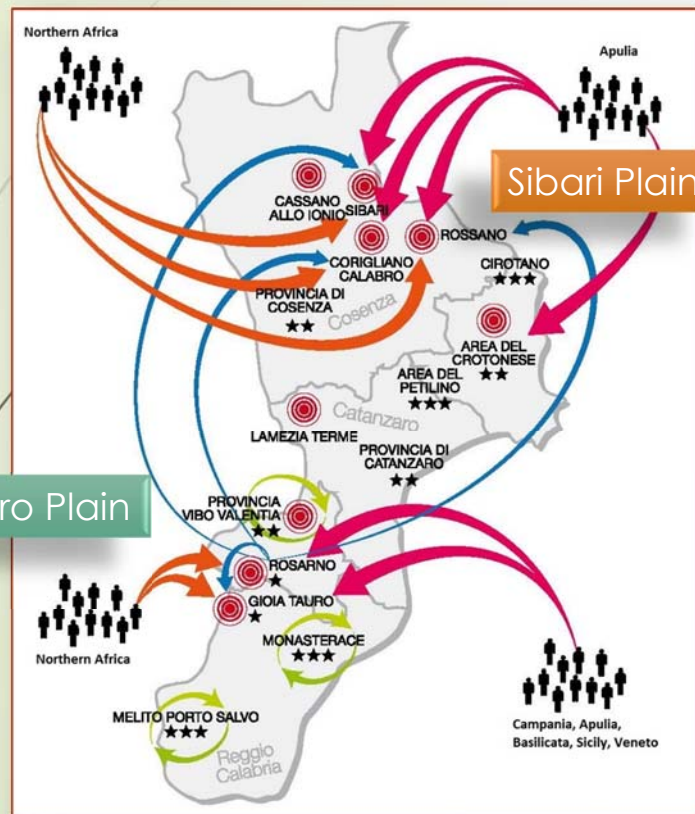 Northern Africa
Apulia
Sibari Plain
CASSANO
ALLO IONIO
SIBARI
CORIGLIANO
CALABRO
ROSSANO
CIROTANO
★★★
PROVINCIA DI
COSENZA
★★
Cosenza
AREA DEL
CROTONESE
★★
AREA DEL
PETILINO
★★★
Catanzaro
LAMEZIA TERME
PROVINCIA DI
CATANZARO
★★
ro Plain
PROVINCIA
VIBO VALENTIA
★★
ROSARNO
★
GIOIA TAURO
★
Northern Africa
MONASTERACE
★★★
MELITO PORTO SALVO
★★★
Reggio
Calabria
Campania, Apulia,
Basilicata, Sicily, Veneto